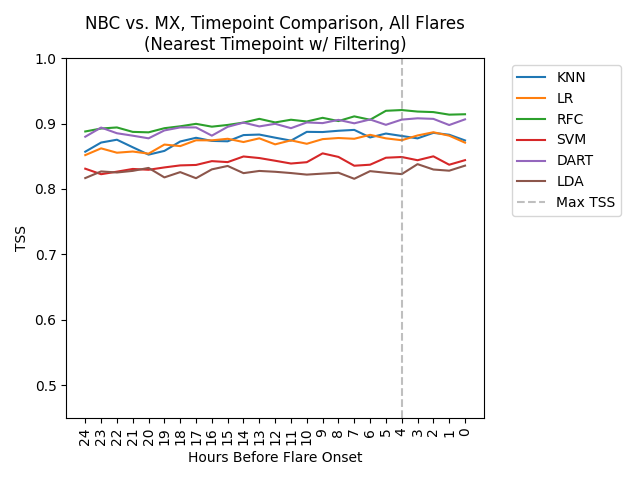 NBC vs. MX, Timepoint Comparison, All Flares
(Nearest Timepoint w/ Filtering)
1.0
0.9
0.8
0.7
0.6
0.5
TSS
24 23 22 21 20 19 18 17 16 15 14 13 12 11 10 9 8 7 6 5 4 3 2 1 0
Hours Before Flare Onset
KNN
LR
RFC
SVM
DART
LDA
Max TSS